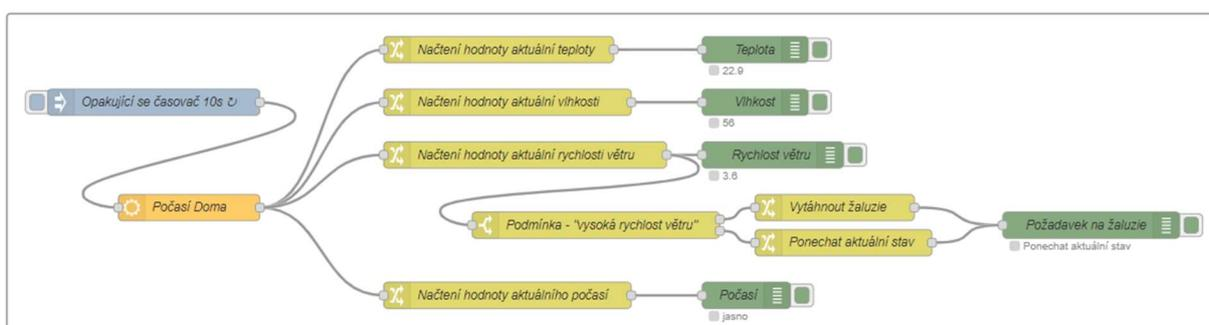 Načtení hodnoty aktuální teploty
Teplota
22.9
Opakující se časovač 10s ↻
Načtení hodnoty aktuální vlhkosti
Vlhkost
56
Načtení hodnoty aktuální rychlosti větru
Rychlost větru
3.6
Počasí Doma
Podmínka - "vysoká rychlost větru"
Vytáhnout žaluzie
Ponechat aktuální stav
Požadavek na žaluzie
Ponechat aktuální stav
Načtení hodnoty aktuálního počasí
Počasí
jasno